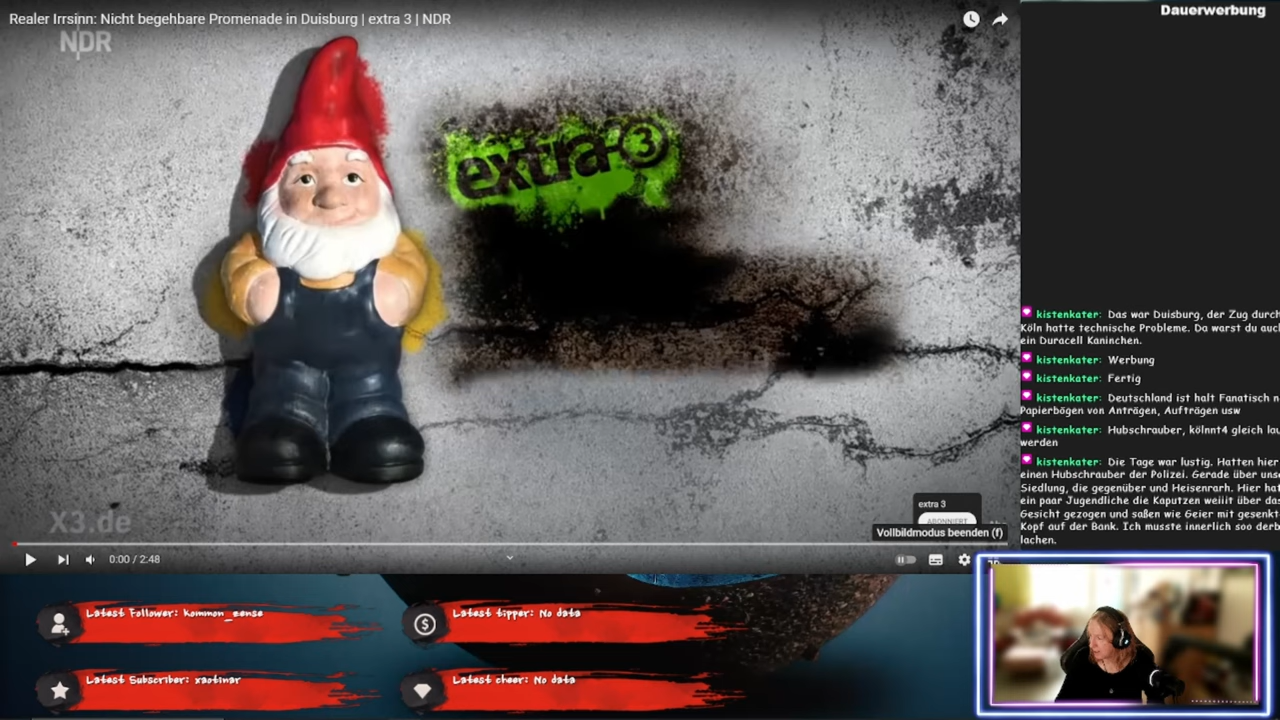 Realer Irrsinn: Nicht begehbare Promenade in Duisburg | extra 3 | NDR
Dauerwerbung
NDR
extra 3
kistenkater: Das war Duisburg, der Zug durch
Köln hatte technische Probleme. Da warst du auc
ein Duracell Kaninchen.
kistenkater: Werbung
kistenkater: Fertig
kistenkater: Deutschland ist halt Fanatisch n
Papierbögen von Anträgen, Aufträgen usw
kistenkater: Hubschrauber, kölnnt4 gleich lau
werden
kistenkater: Die Tage war lustig. Hatten hier
einen Hubschrauber der Polizei. Gerade über uns
Siedlung, die gegenüber und Heisenrarh. Hier hat
ein paar Jugendliche die Kaputzen weiiit über da
Gesicht gezogen und saßen wie Geier mit gesenkt
Kopf auf der Bank. Ich musste innerlich soo derb
lachen.
X3.de
extra 3
ABONNIERT
Vollbildmodus beenden (f)
0:00 / 2:48
Latest Follower: Kommon_zense
Latest tipper: No data
Latest Subscriber: xaotinar
Latest cheer: No data